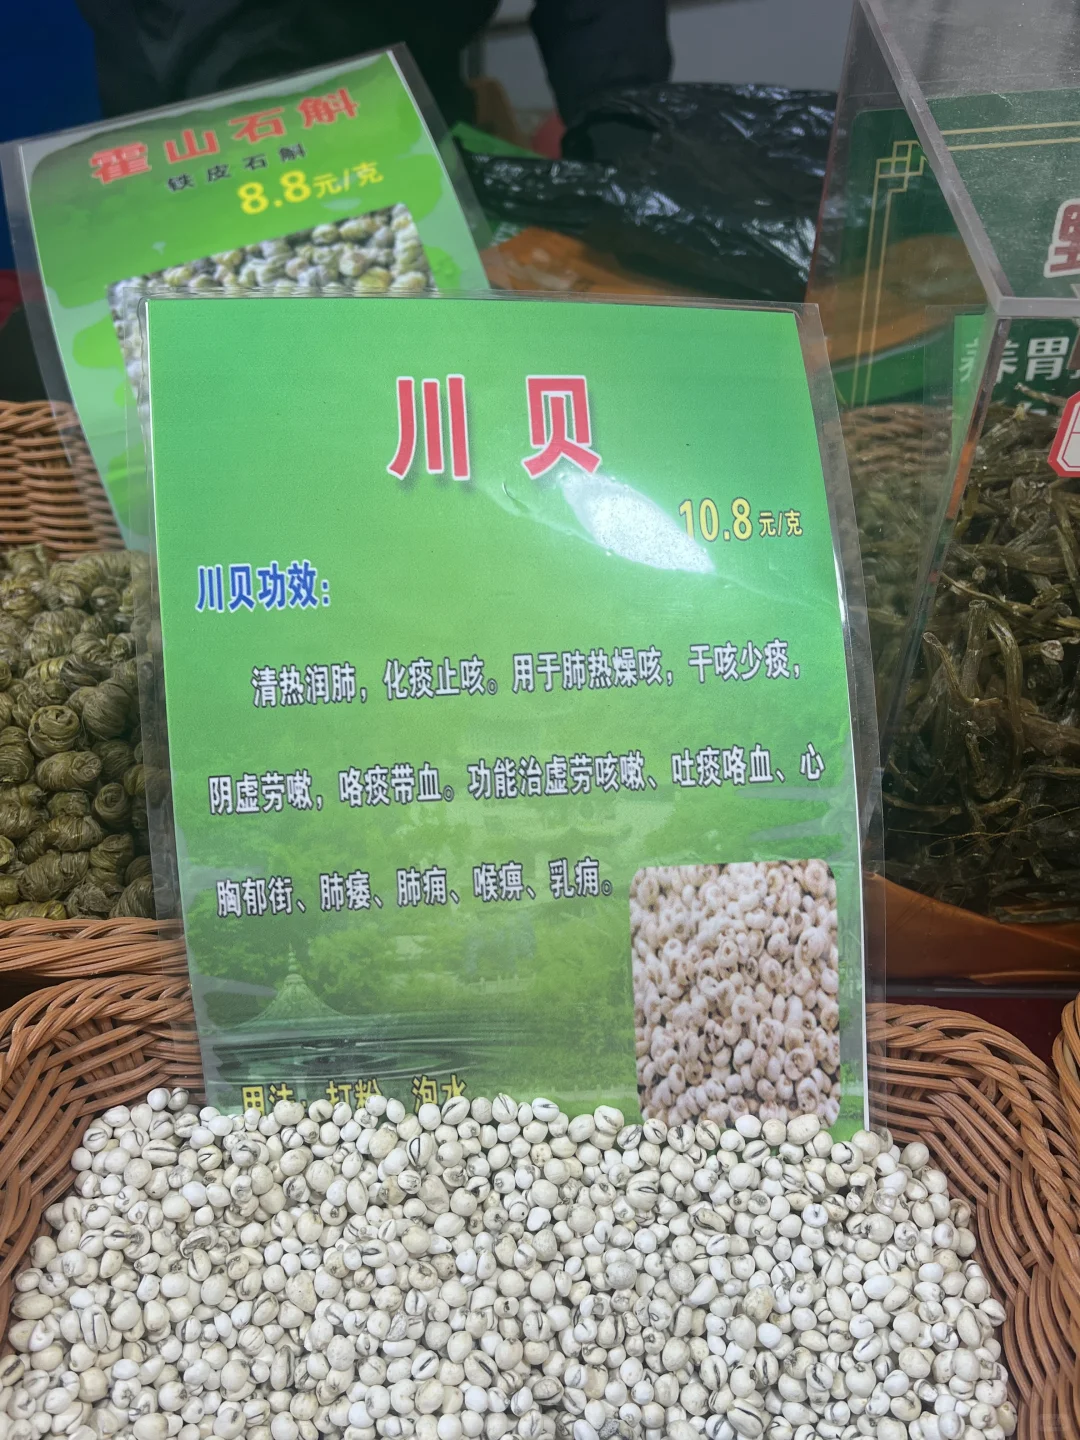 霍山石斛
铁皮石斛
8.8元/克
川贝
10.8元/克
川贝功效：
清热润肺，化痰止咳。用于肺热燥咳，干咳少痰，
阴虚劳嗽，咯痰带血。功能治虚劳咳嗽、吐痰咯血、心
胸郁街、肺痿、肺痈、喉痹、乳痈。
用法：打粉、泡水
养胃